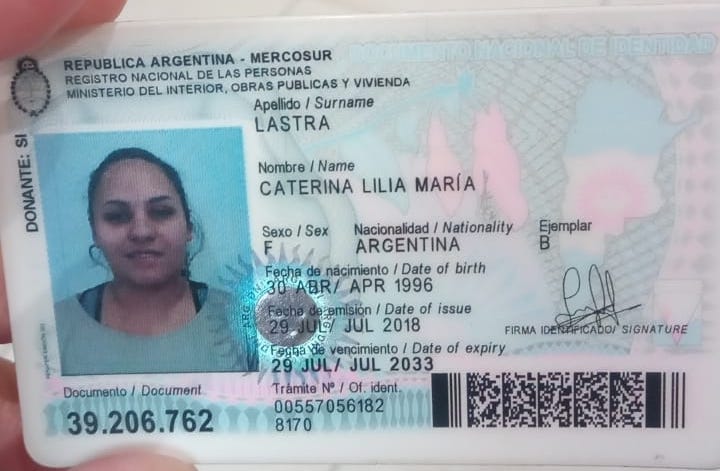 DOCUMENTO NACIONAL DE IDENTIDAD
REPUBLICA ARGENTINA - MERCOSUR
REGISTRO NACIONAL DE LAS PERSONAS
MINISTERIO DEL INTERIOR, OBRAS PUBLICAS Y VIVIENDA
Apellido / Surname
LASTRA
DONANTE: SI
Nombre / Name
CATERINA LILIA MARÍA
Sexo / Sex Nacionalidad / Nationality Ejemplar
F ARGENTINA B
Fecha de nacimiento / Date of birth
30 ABR/ APR 1996
Fecha de emisión / Date of issue
29 JUL/ JUL 2018
FIRMA IDENTIFICADO/ SIGNATURE
Fecha de vencimiento / Date of expiry
29 JUL/ JUL 2033
Documento / Document
39.206.762
Trámite Nº / Of. ident.
00557056182
8170